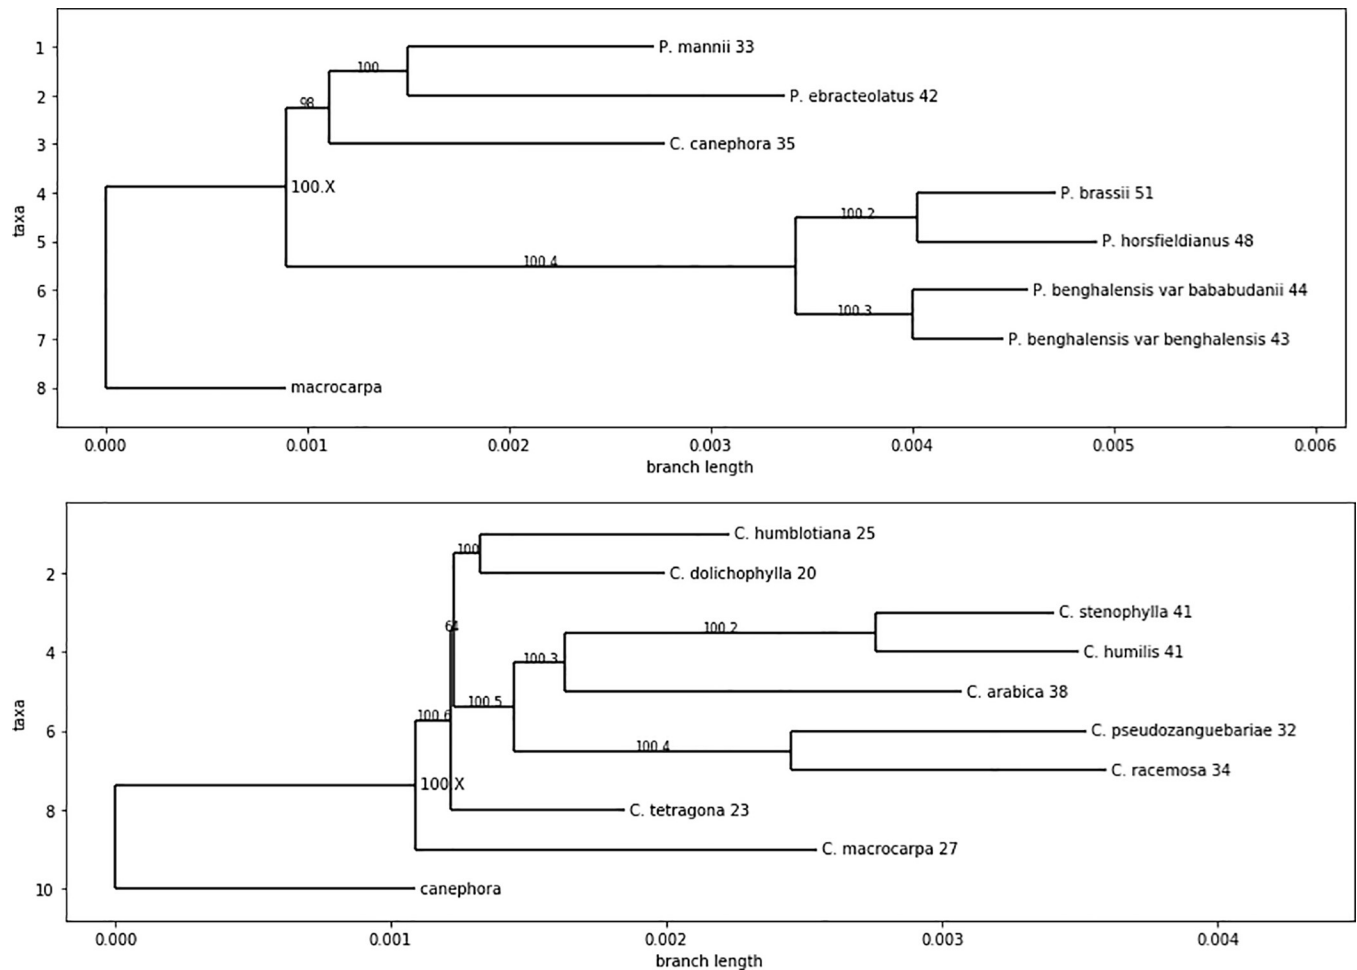 1
P. mannii 33
100
2
P. ebracteolatus 42
98
3
C. canephora 35
100.X
4
P. brassii 51
100.2
5
P. horsfieldianus 48
100.4
6
P. benghalensis var bababudanii 44
100.3
7
P. benghalensis var benghalensis 43
8
macrocarpa
taxa
0.000 0.001 0.002 0.003 0.004 0.005 0.006
branch length
C. humblotiana 25
100
2
C. dolichophylla 20
C. stenophylla 41
64
100.2
4
C. humilis 41
100.3
C. arabica 38
100.5
100.6
6
C. pseudozanguebariae 32
100.4
C. racemosa 34
100.X
8
C. tetragona 23
C. macrocarpa 27
10
canephora
taxa
0.000 0.001 0.002 0.003 0.004
branch length